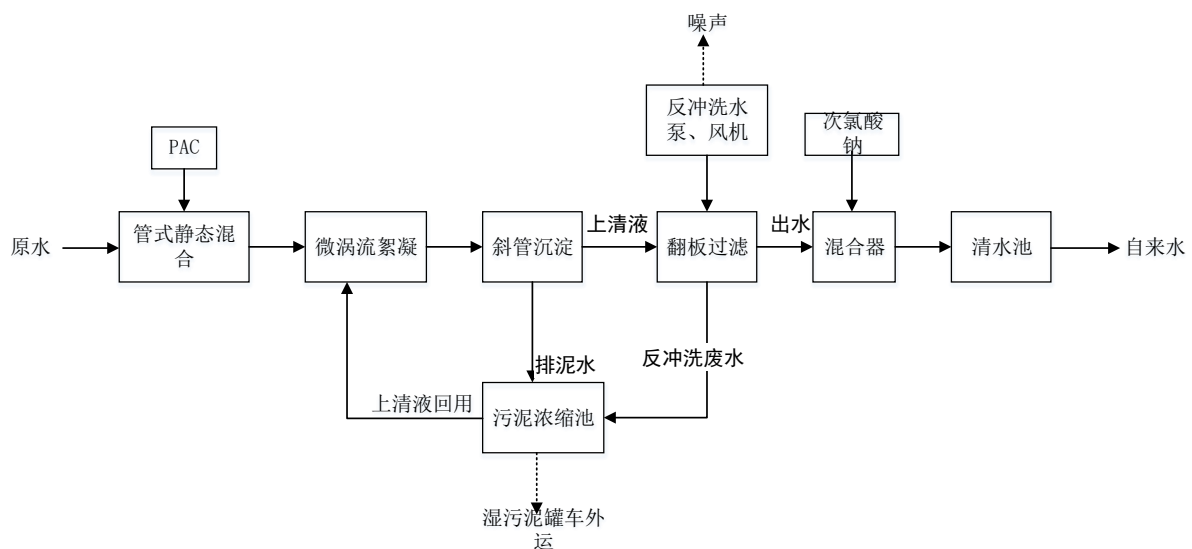 噪声
反冲洗水
泵、风机
次氯酸
钠
PAC
原水
管式静态混
合
微涡流絮凝
斜管沉淀
上清液
翻板过滤
出水
混合器
清水池
自来水
排泥水
反冲洗废水
上清液回用
污泥浓缩池
湿污泥罐车外
运